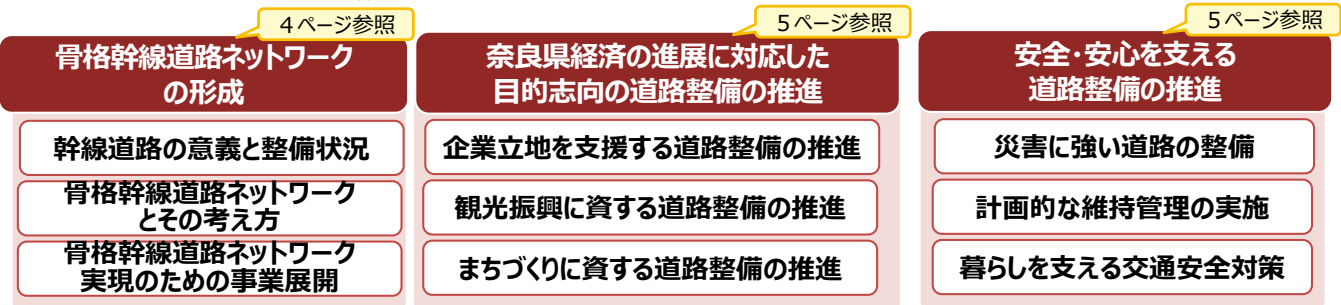 4ページ参照
骨格幹線道路ネットワーク
の形成
幹線道路の意義と整備状況
骨格幹線道路ネットワーク
とその考え方
骨格幹線道路ネットワーク
実現のための事業展開
5ページ参照
奈良県経済の進展に対応した
目的志向の道路整備の推進
企業立地を支援する道路整備の推進
観光振興に資する道路整備の推進
まちづくりに資する道路整備の推進
5ページ参照
安全・安心を支える
道路整備の推進
災害に強い道路の整備
計画的な維持管理の実施
暮らしを支える交通安全対策